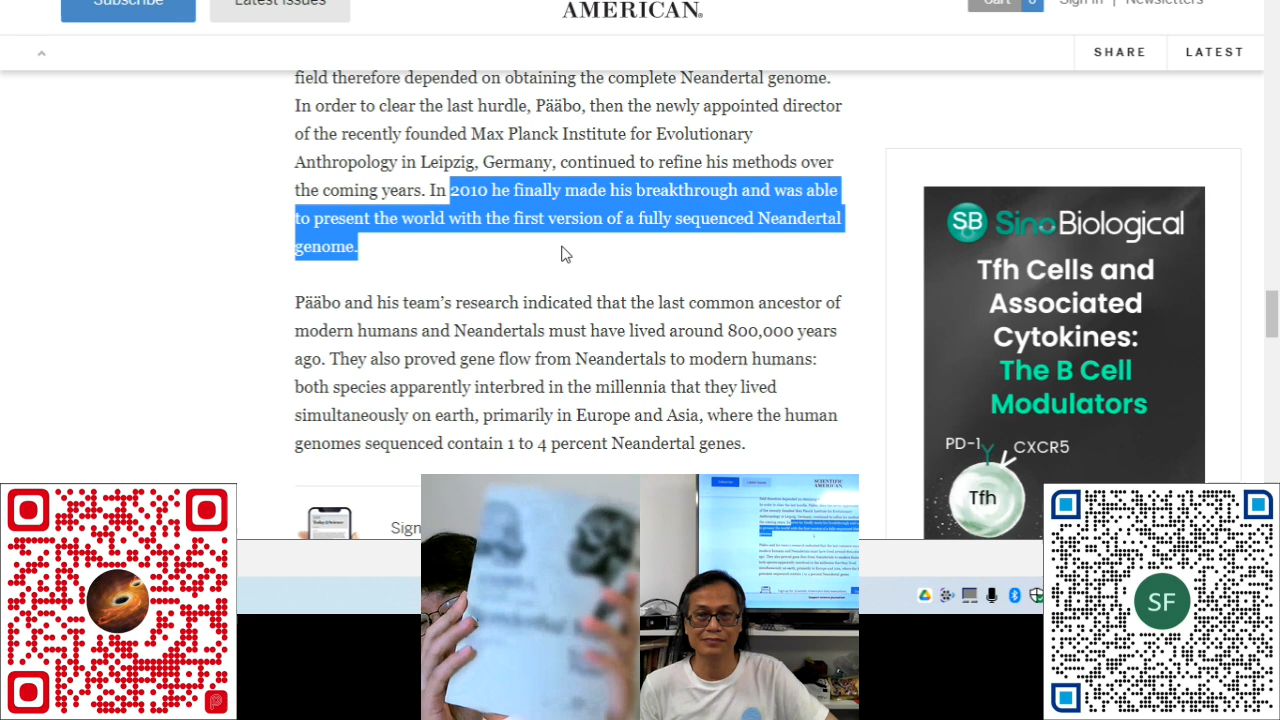 Subscribe
Latest Issues
AMERICAN®
Cart
0
Sign In | Newsletters
SHARE
LATEST
field therefore depended on obtaining the complete Neandertal genome.
In order to clear the last hurdle, Pääbo, then the newly appointed director
of the recently founded Max Planck Institute for Evolutionary
Anthropology in Leipzig, Germany, continued to refine his methods over
the coming years. In 2010 he finally made his breakthrough and was able
to present the world with the first version of a fully sequenced Neandertal
genome.
Pääbo and his team’s research indicated that the last common ancestor of
modern humans and Neandertals must have lived around 800,000 years
ago. They also proved gene flow from Neandertals to modern humans:
both species apparently interbred in the millennia that they lived
simultaneously on earth, primarily in Europe and Asia, where the human
genomes sequenced contain 1 to 4 percent Neandertal genes.
SB SinoBiological
Tfh Cells and
Associated
Cytokines:
The B Cell
Modulators
PD-1
CXCR5
Tfh
Sign
SCIENTIFIC
AMERICAN.
SF